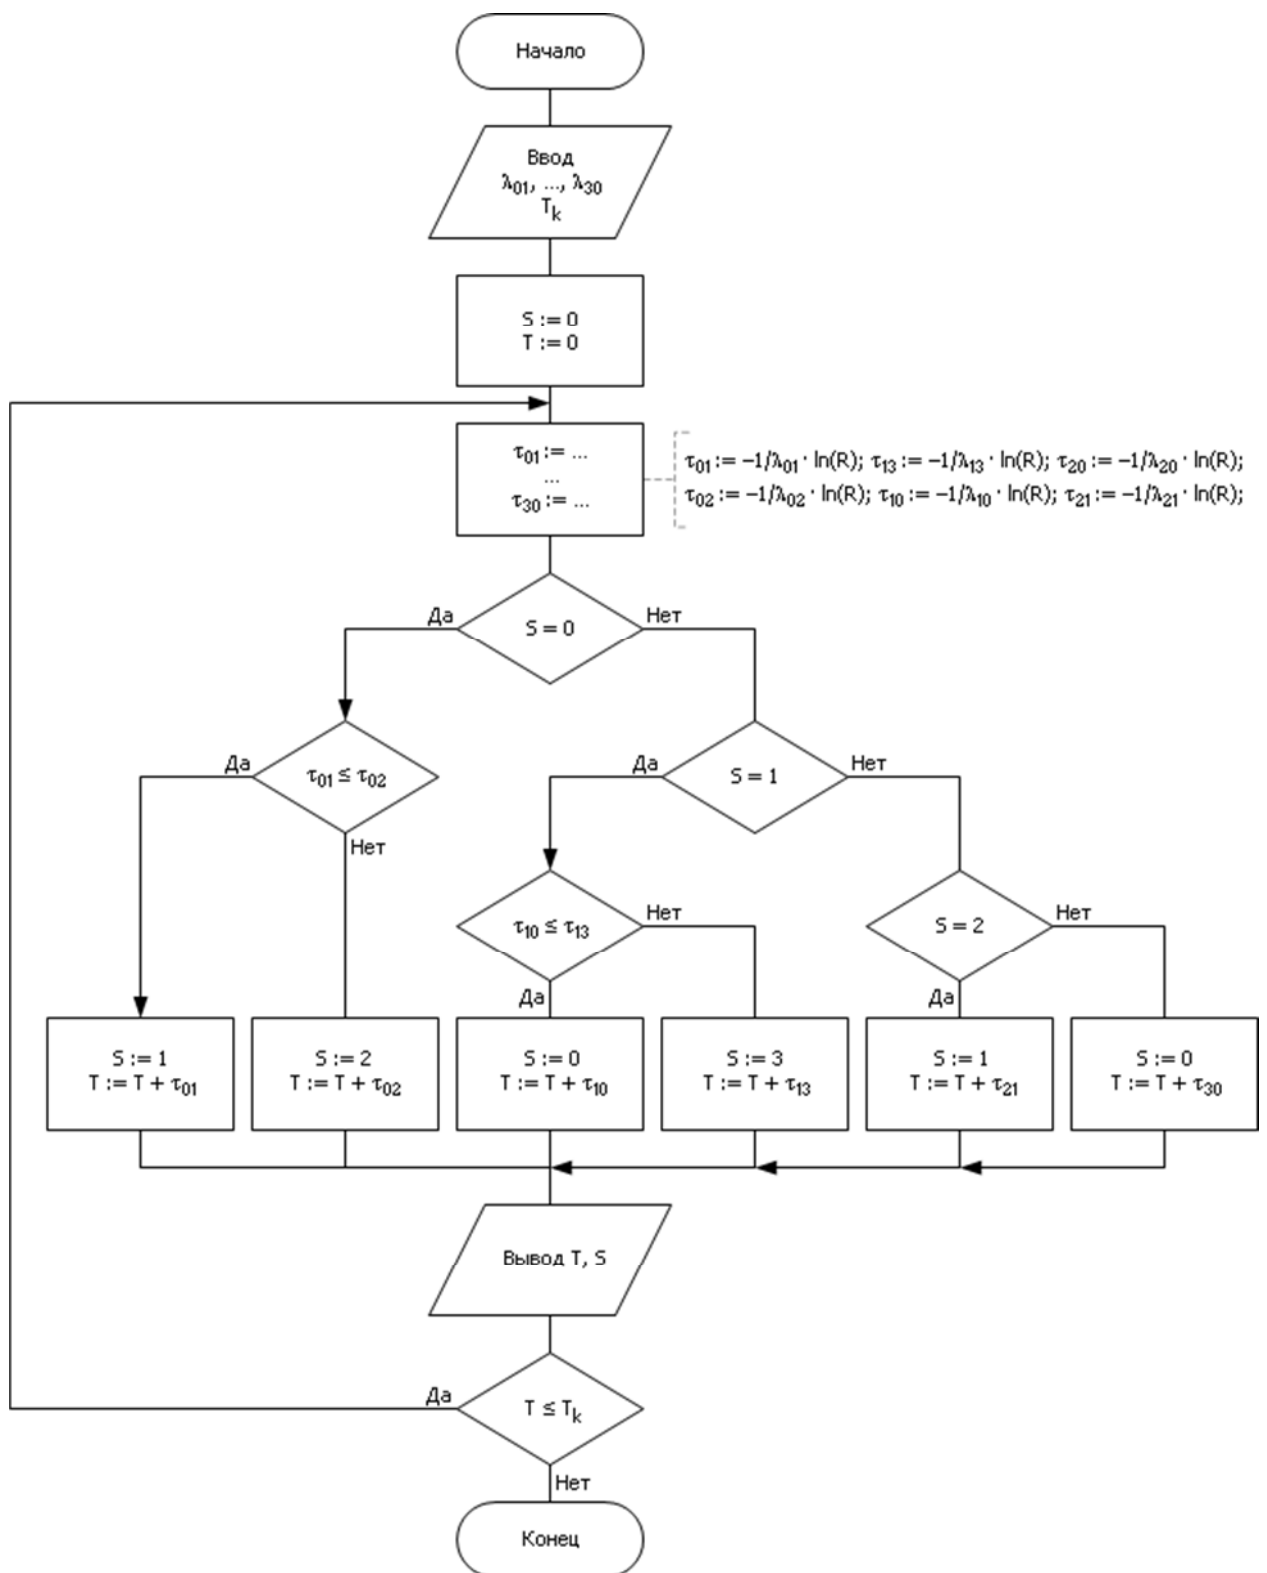 Начало
Ввод
λ01, ..., λ30
Tk
S := 0
T := 0
τ01 := ...
...
τ30 := ...
τ01 := −1/λ01 · ln(R); τ13 := −1/λ13 · ln(R); τ20 := −1/λ20 · ln(R);
τ02 := −1/λ02 · ln(R); τ10 := −1/λ10 · ln(R); τ21 := −1/λ21 · ln(R);
Да
S = 0
Нет
Да
τ01 ≤ τ02
Нет
Да
S = 1
Нет
τ10 ≤ τ13
Нет
Да
S = 2
Нет
Да
S := 1
T := T + τ01
S := 2
T := T + τ02
S := 0
T := T + τ10
S := 3
T := T + τ13
S := 1
T := T + τ21
S := 0
T := T + τ30
Вывод T, S
Да
T ≤ Tk
Нет
Конец